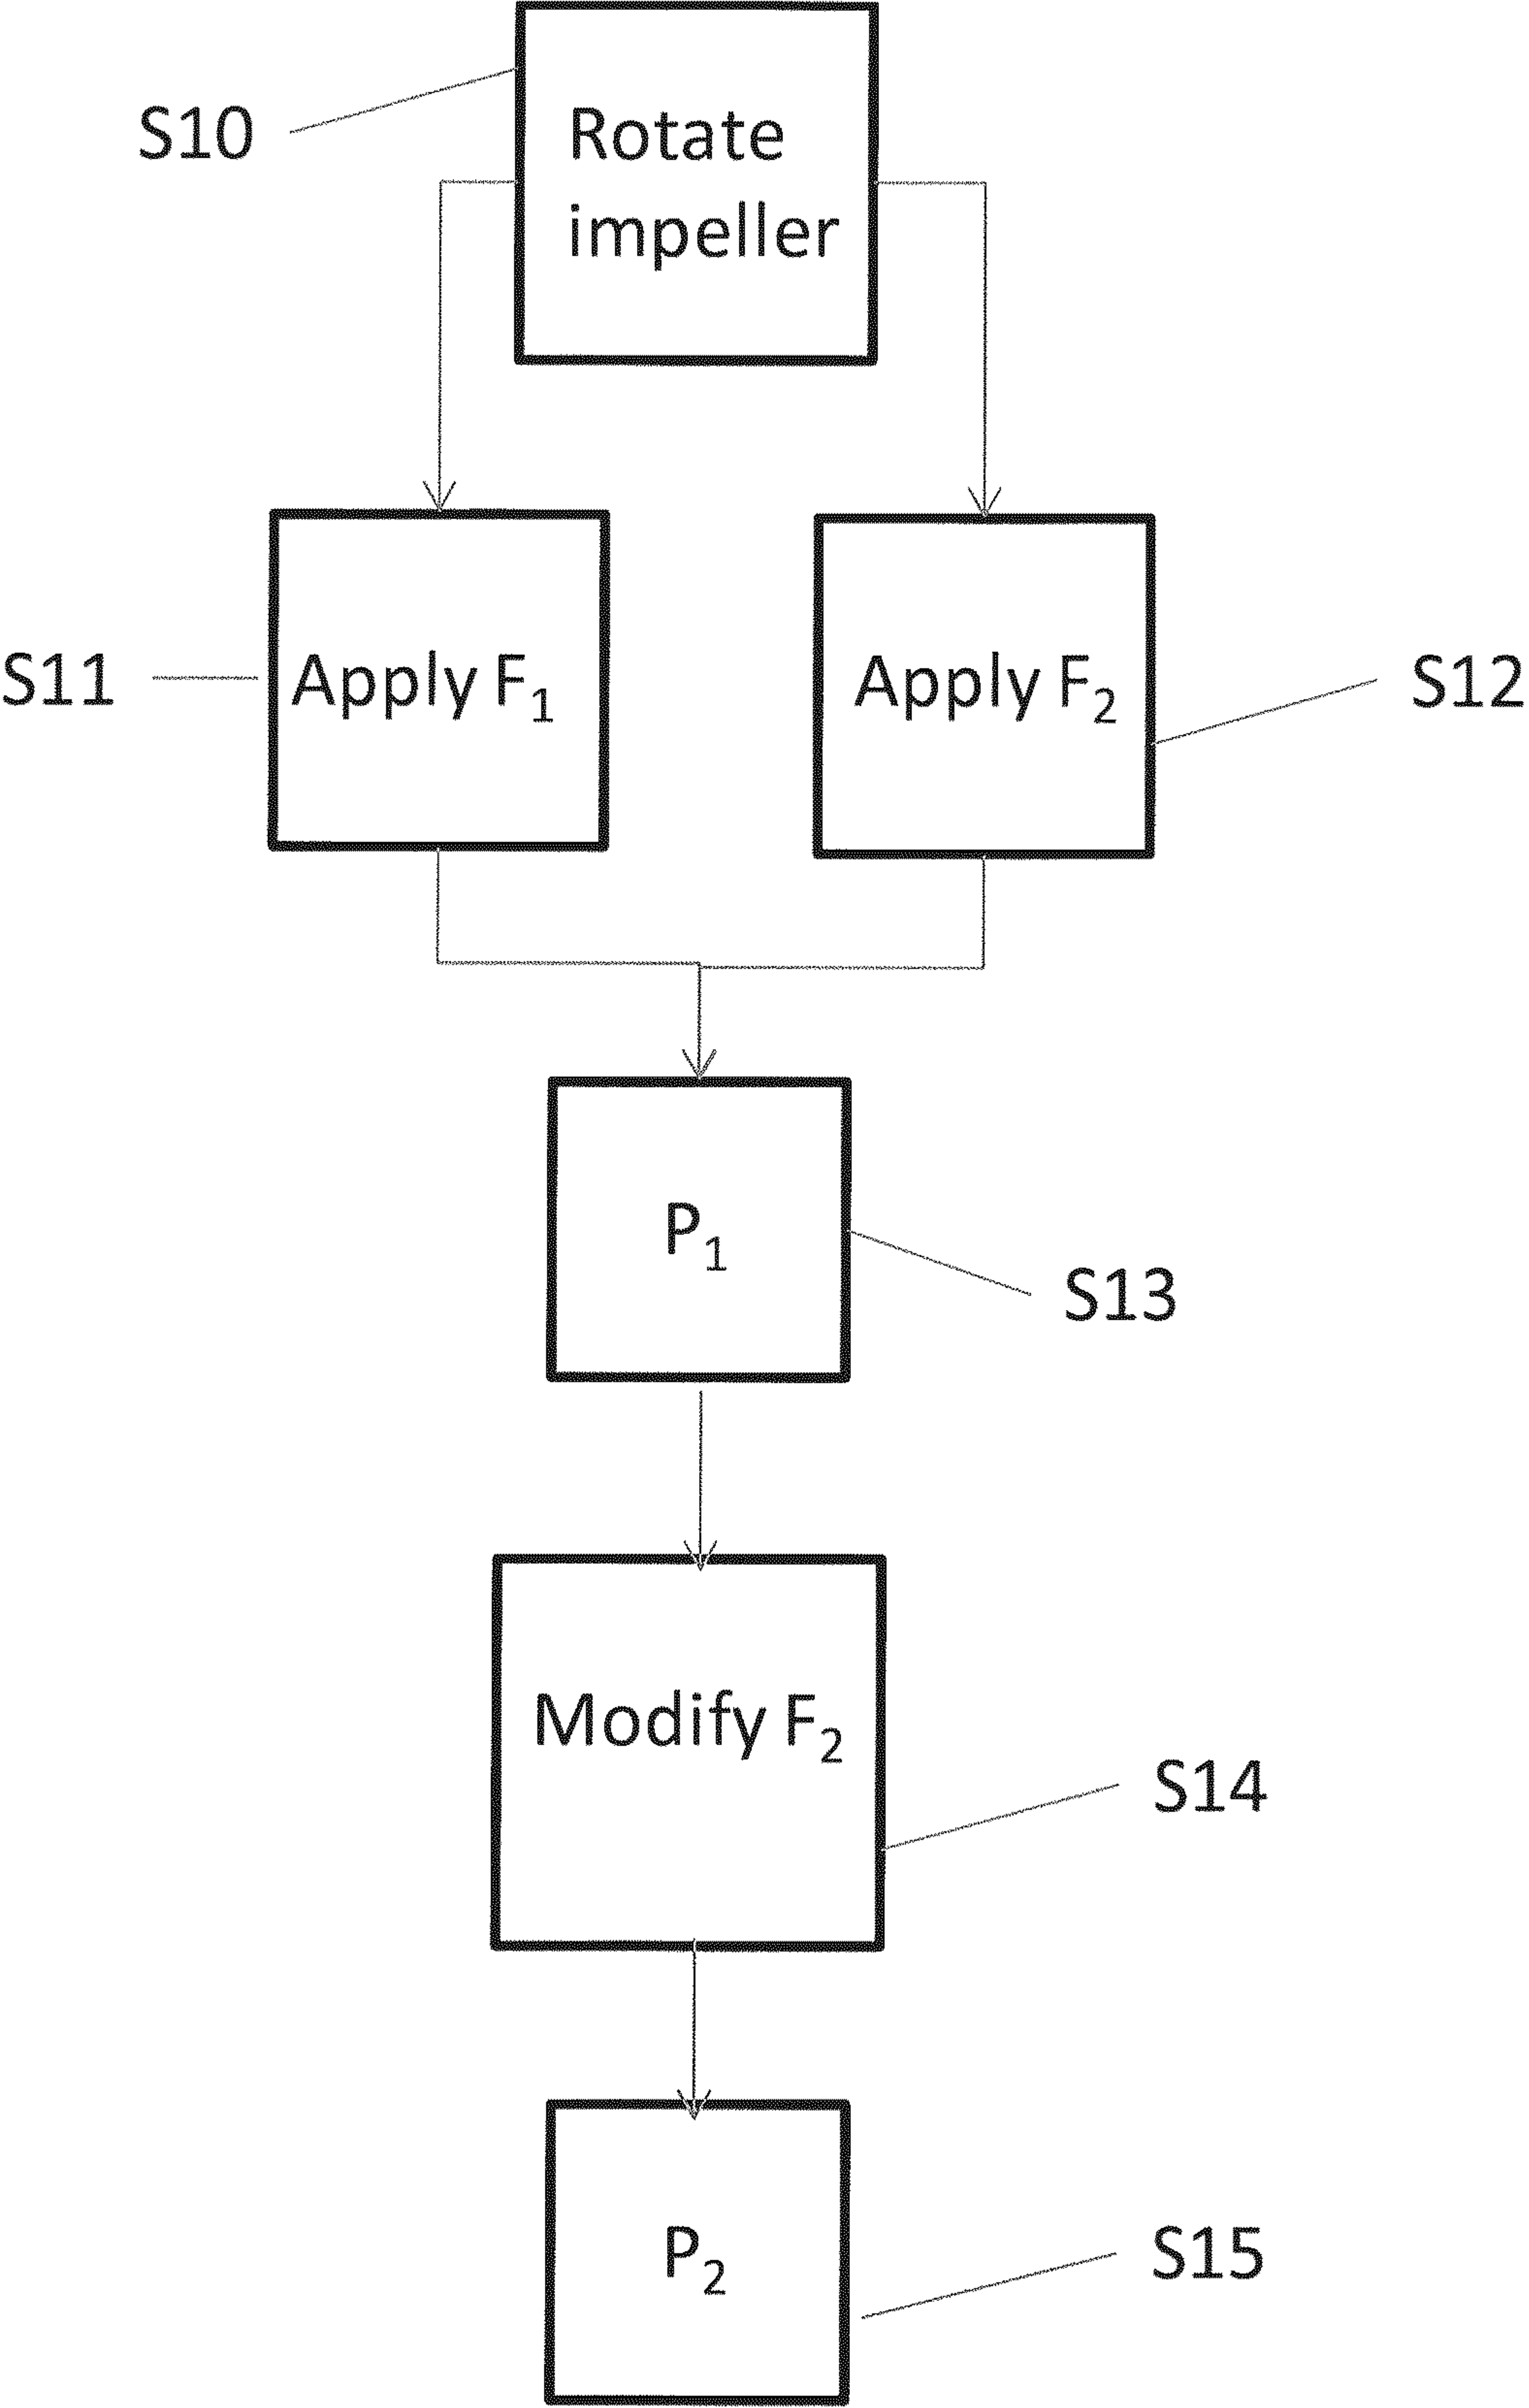 S10
Rotate
impeller
S11
Apply F₁
Apply F₂
S12
P₁
S13
Modify F₂
S14
P₂
S15